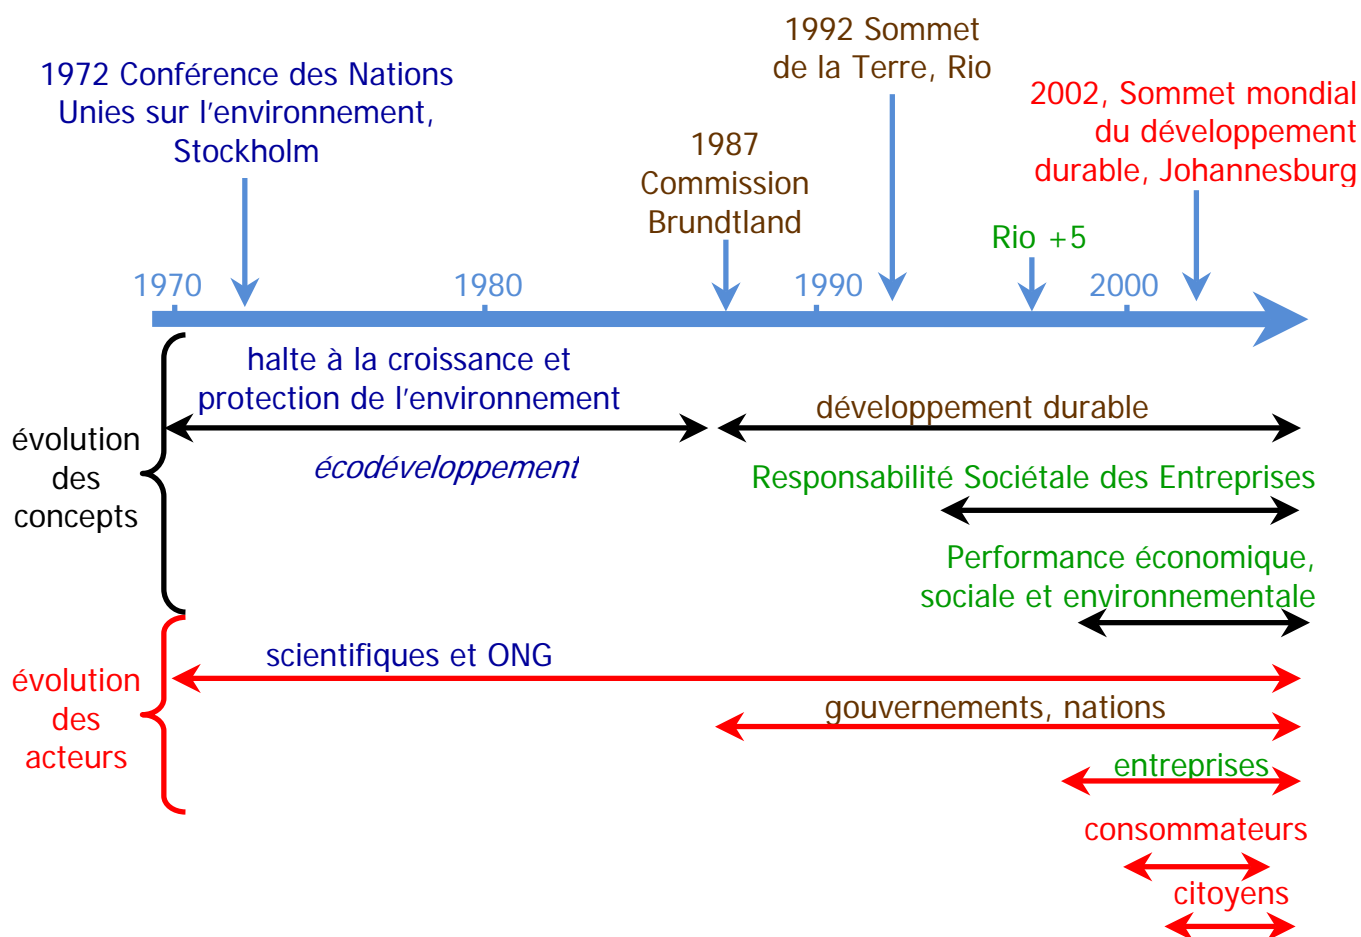 1992 Sommet
de la Terre, Rio
1972 Conférence des Nations
Unies sur l'environnement,
Stockholm
2002, Sommet mondial
du développement
durable, Johannesburg
1987
Commission
Brundtland
Rio +5
1970
1980
1990
2000
halte à la croissance et
protection de l'environnement
développement durable
évolution
des
concepts
écodéveloppement
Responsabilité Sociétale des Entreprises
Performance économique,
sociale et environnementale
scientifiques et ONG
évolution
des
acteurs
gouvernements, nations
entreprises
consommateurs
citoyens